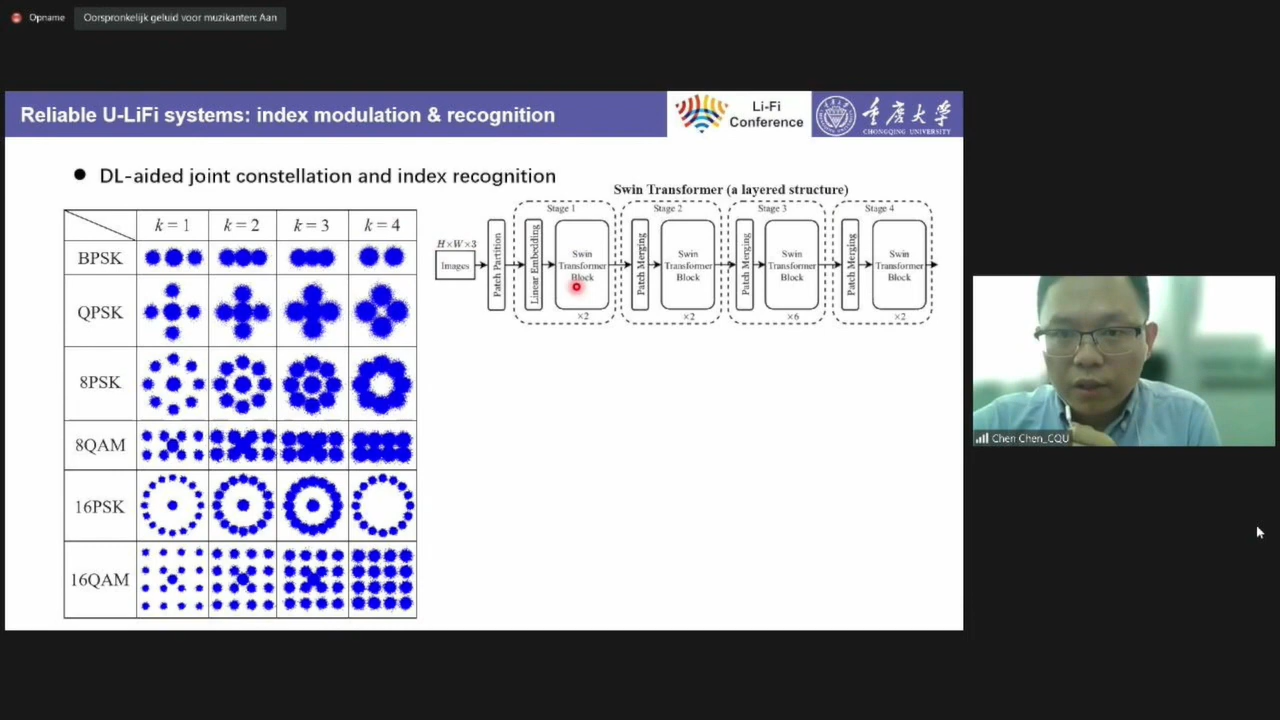 Opname
Oorspronkelijk geluid voor muzikanten: Aan
Reliable U-LiFi systems: index modulation & recognition
Li-Fi
Conference
重庆大学
CHONGQING UNIVERSITY
● DL-aided joint constellation and index recognition
Swin Transformer (a layered structure)
k = 1 k = 2 k = 3 k = 4
BPSK
QPSK
8PSK
8QAM
16PSK
16QAM
H×W×3
Images
Patch Partition
Stage 1
Linear Embedding
Swin
Transformer
Block
×2
Stage 2
Patch Merging
Swin
Transformer
Block
×2
Stage 3
Patch Merging
Swin
Transformer
Block
×6
Stage 4
Patch Merging
Swin
Transformer
Block
×2
Chen Chen_CQU